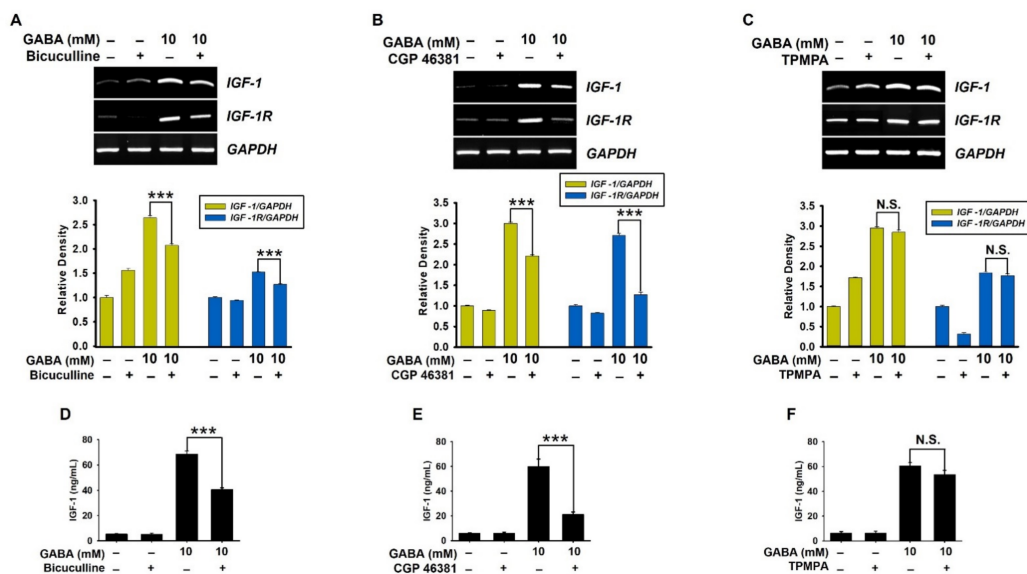 A
GABA (mM) – – 10 10
Bicuculline – + – +
IGF-1
IGF-1R
GAPDH
IGF -1/GAPDH
IGF -1R/GAPDH
Relative Density
3.0
2.5
2.0
1.5
1.0
0.5
0.0
***
***
GABA (mM) – – 10 10 – – 10 10
Bicuculline – + – + – + – +
B
GABA (mM) – – 10 10
CGP 46381 – + – +
IGF-1
IGF-1R
GAPDH
IGF -1/GAPDH
IGF -1R/GAPDH
Relative Density
3.5
3.0
2.5
2.0
1.5
1.0
0.5
0.0
***
***
GABA (mM) – – 10 10 – – 10 10
CGP 46381 – + – + – + – +
C
GABA (mM) – – 10 10
TPMPA – + – +
IGF-1
IGF-1R
GAPDH
IGF -1/GAPDH
IGF -1R/GAPDH
Relative Density
3.5
3.0
2.5
2.0
1.5
1.0
0.5
0.0
N.S.
N.S.
GABA (mM) – – 10 10 – – 10 10
TPMPA – + – + – + – +
D
IGF-1 (ng/mL)
80
60
40
20
0
***
GABA (mM) – – 10 10
Bicuculline – + – +
E
IGF-1 (ng/mL)
80
60
40
20
0
***
GABA (mM) – – 10 10
CGP 46381 – + – +
F
IGF-1 (ng/mL)
80
60
40
20
0
N.S.
GABA (mM) – – 10 10
TPMPA – + – +